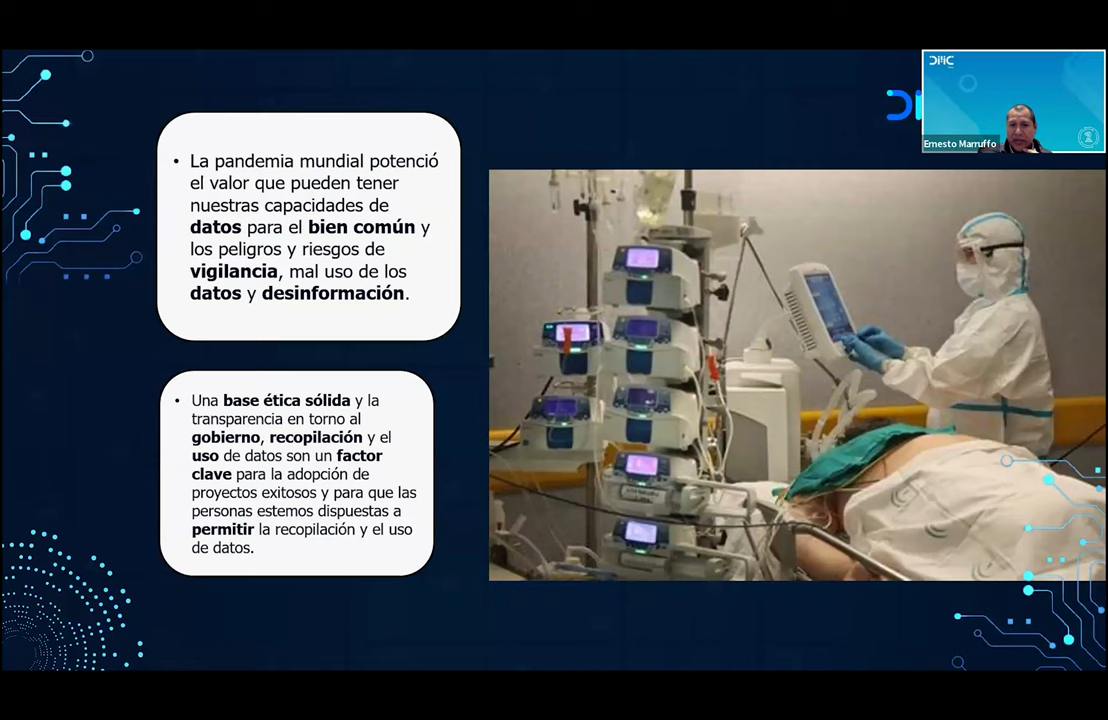 • La pandemia mundial potenció
el valor que pueden tener
nuestras capacidades de
datos para el bien común y
los peligros y riesgos de
vigilancia, mal uso de los
datos y desinformación.
• Una base ética sólida y la
transparencia en torno al
gobierno, recopilación y el
uso de datos son un factor
clave para la adopción de
proyectos exitosos y para que las
personas estemos dispuestas a
permitir la recopilación y el uso
de datos.
Ernesto Marruffo